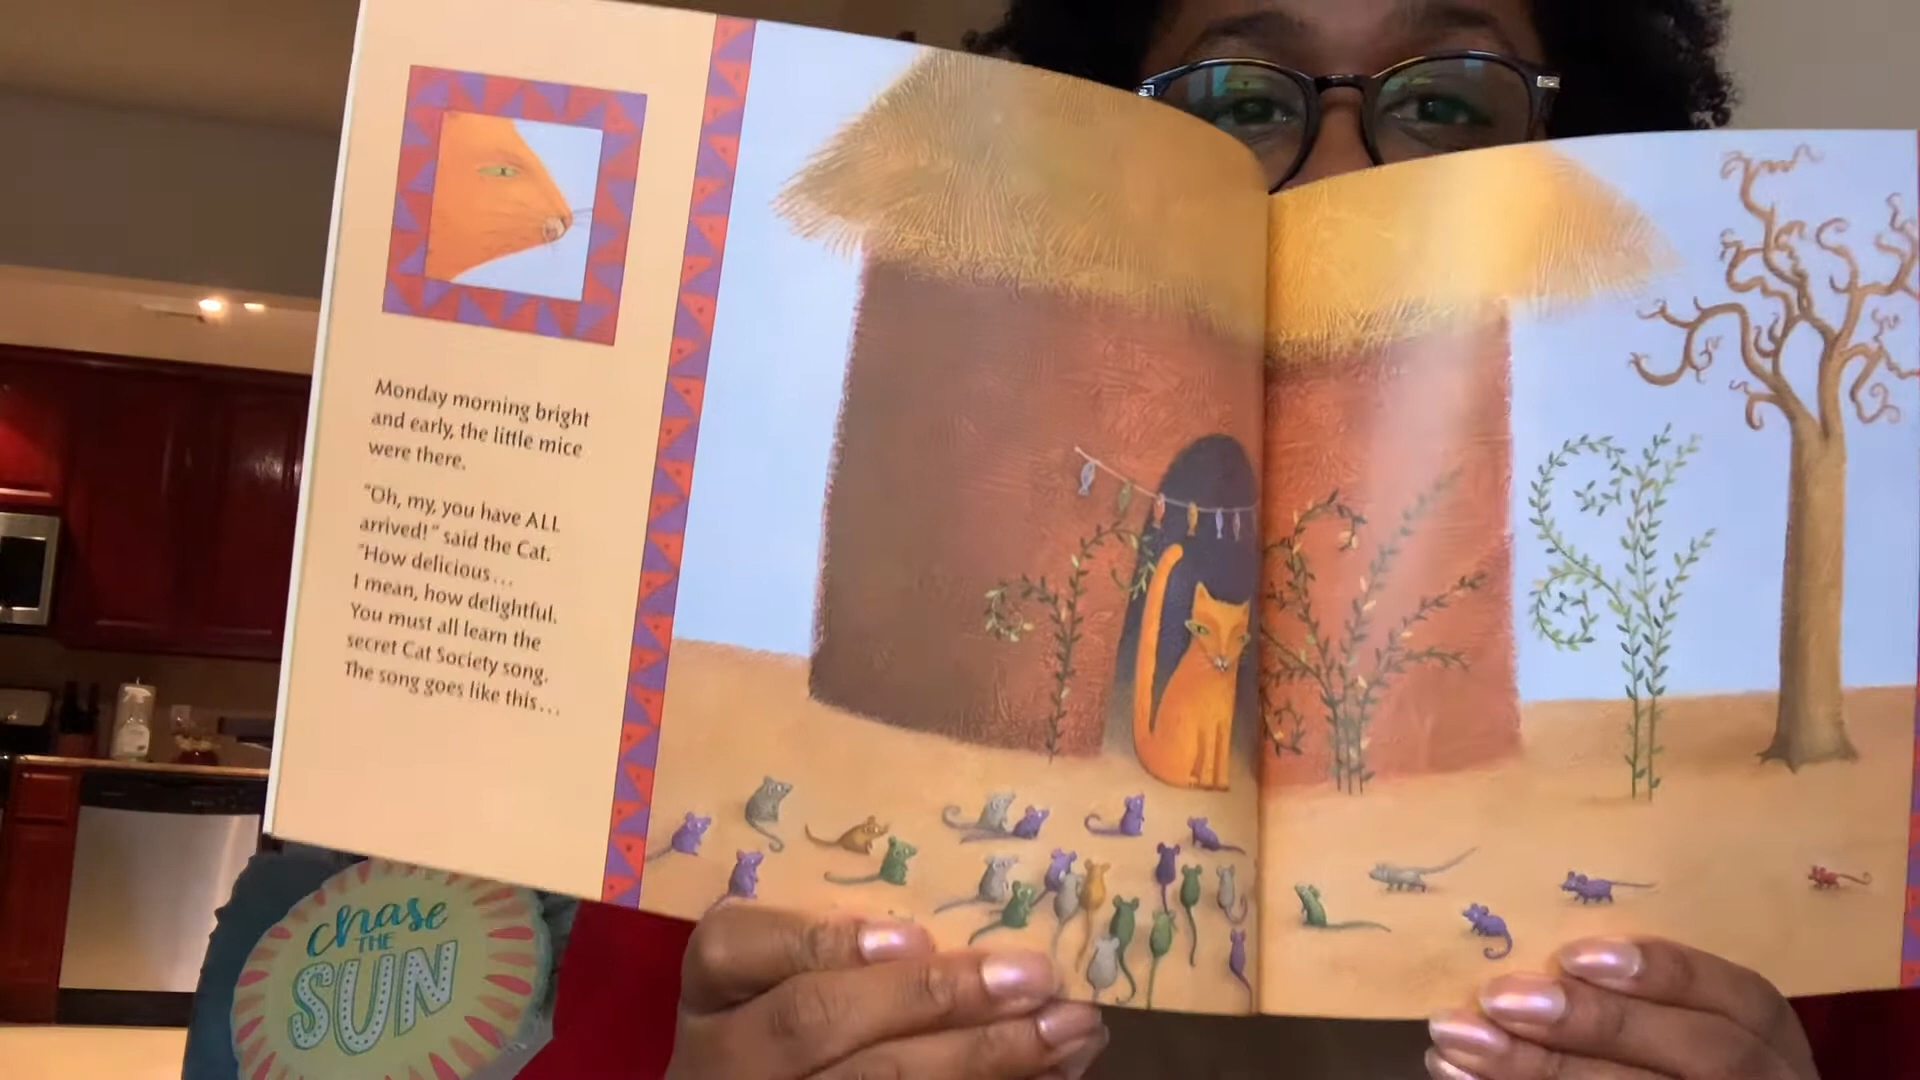 Monday morning bright
and early, the little mice
were there.
"Oh, my, you have ALL
arrived!" said the Cat.
"How delicious...
I mean, how delightful.
You must all learn the
secret Cat Society song.
The song goes like this...
chase
THE
SUN